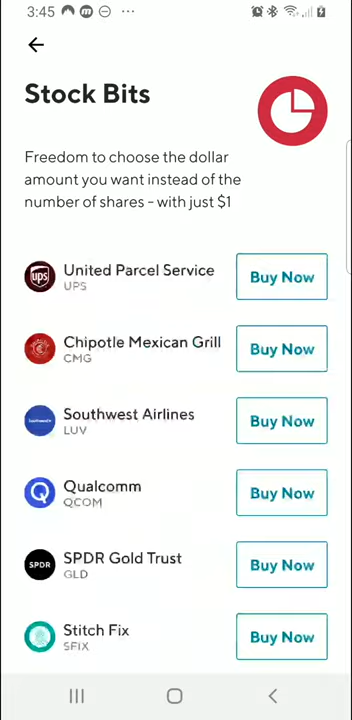 3:45
Stock Bits
Freedom to choose the dollar
amount you want instead of the
number of shares - with just $1
ups
United Parcel Service
UPS
Buy Now
Chipotle Mexican Grill
CMG
Buy Now
Southwest Airlines
LUV
Buy Now
Qualcomm
QCOM
Buy Now
SPDR
SPDR Gold Trust
GLD
Buy Now
Stitch Fix
SFIX
Buy Now